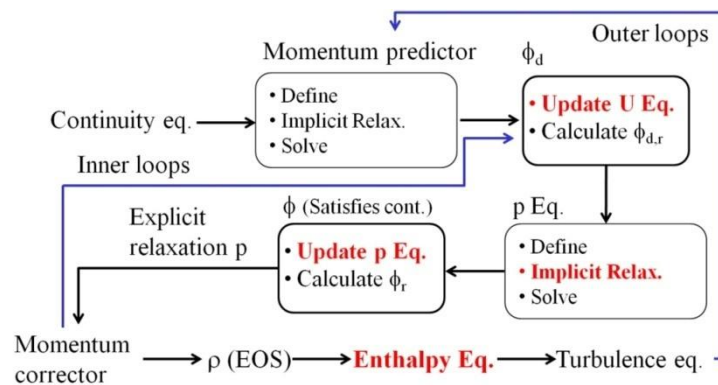 Outer loops
Momentum predictor
ϕd
• Define
• Implicit Relax.
• Solve
• Update U Eq.
• Calculate ϕd,r
Continuity eq.
Inner loops
ϕ (Satisfies cont.)
p Eq.
Explicit
relaxation p
• Update p Eq.
• Calculate ϕr
• Define
• Implicit Relax.
• Solve
Momentum
corrector
ρ (EOS)
Enthalpy Eq.
Turbulence eq.